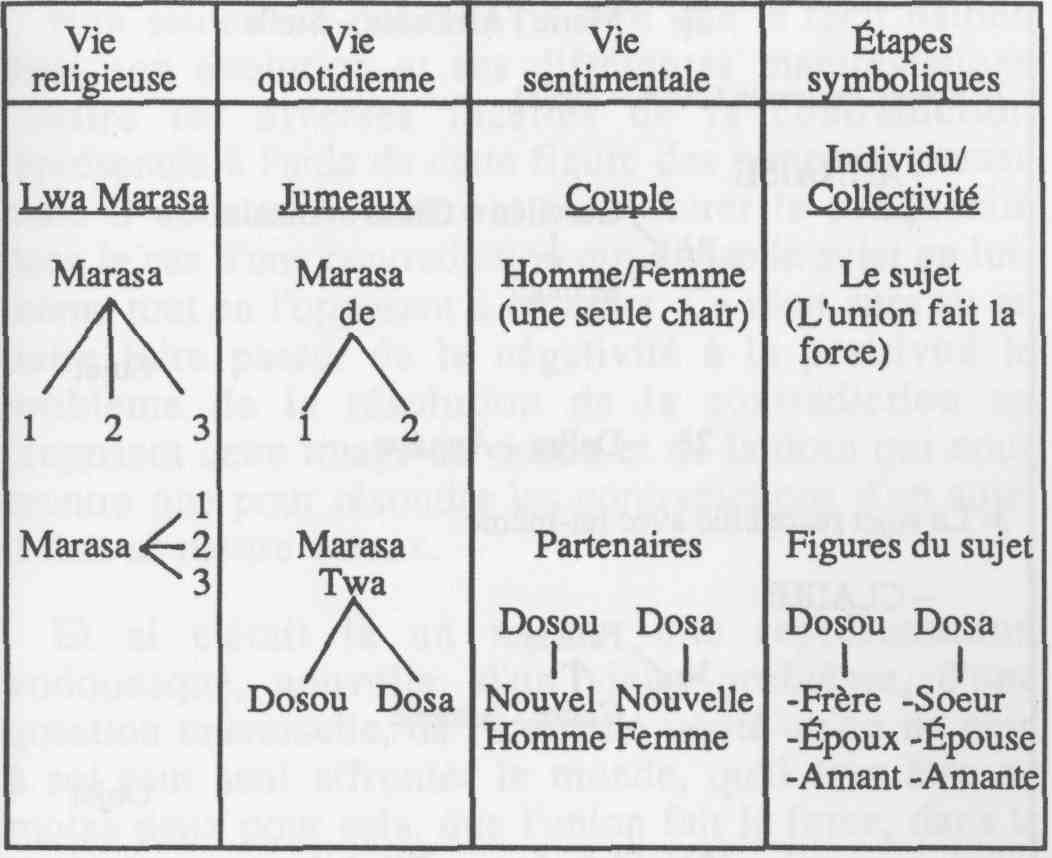 Vie
religieuse
Vie
quotidienne
Vie
sentimentale
Étapes
symboliques
Lwa Marasa
Marasa
1 2 3
Marasa
1
2
3
Jumeaux
Marasa
de
1 2
Marasa
Twa
Dosou Dosa
Couple
Homme/Femme
(une seule chair)
Partenaires
Dosou Dosa
Nouvel Nouvelle
Homme Femme
Individu/
Collectivité
Le sujet
(L'union fait la
force)
Figures du sujet
Dosou Dosa
-Frère -Soeur
-Époux -Épouse
-Amant -Amante